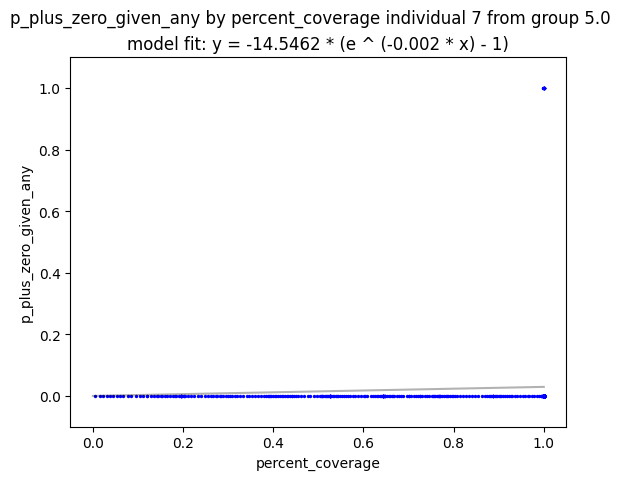 p_plus_zero_given_any by percent_coverage individual 7 from group 5.0
model fit: y = -14.5462 * (e ^ (-0.002 * x) - 1)
1.0
0.8
0.6
0.4
0.2
0.0
p_plus_zero_given_any
0.0 0.2 0.4 0.6 0.8 1.0
percent_coverage